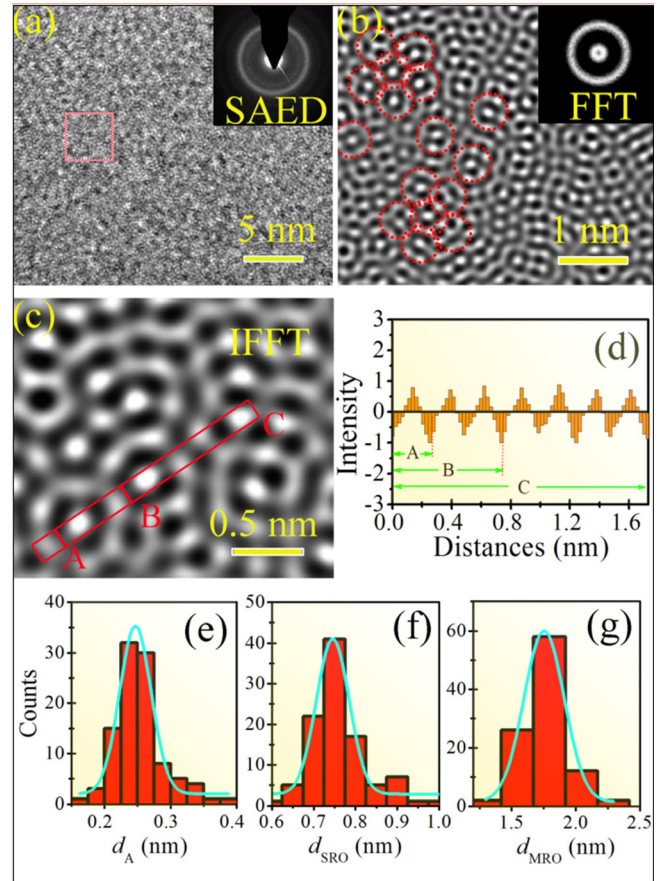 (a)
SAED
5 nm
(b)
FFT
1 nm
(c)
IFFT
A
B
C
0.5 nm
(d)
Intensity
3
2
1
0
-1
-2
-3
A
B
C
0.0 0.4 0.8 1.2 1.6
Distances (nm)
(e)
Counts
40
30
20
10
0
0.2 0.3 0.4
d_A (nm)
(f)
50
40
30
20
10
0
0.6 0.7 0.8 0.9 1.0
d_SRO (nm)
(g)
60
40
20
0
1.5 2.0 2.5
d_MRO (nm)